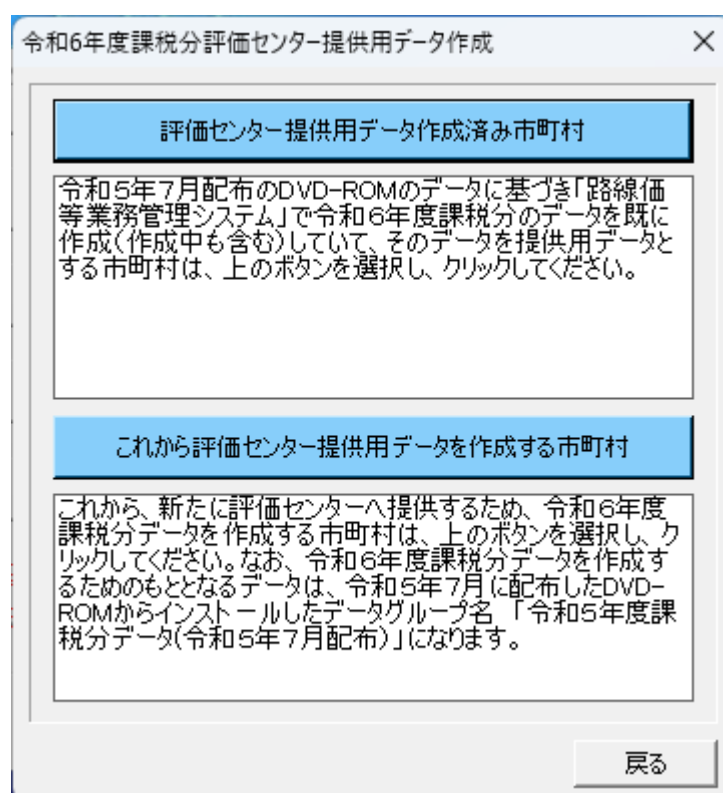 令和6年度課税分評価センター提供用データ作成
評価センター提供用データ作成済み市町村
令和5年7月配布のDVD-ROMのデータに基づき「路線価
等業務管理システム」で令和6年度課税分のデータを既に
作成(作成中も含む)していて、そのデータを提供用データと
する市町村は、上のボタンを選択し、クリックしてください。
これから評価センター提供用データを作成する市町村
これから、新たに評価センターへ提供するため、令和6年度
課税分データを作成する市町村は、上のボタンを選択し、ク
リックしてください。なお、令和6年度課税分データを作成す
るためのもととなるデータは、令和5年7月に配布したDVD-
ROMからインストールしたデータグループ名 「令和5年度課
税分データ(令和5年7月配布)」になります。
戻る